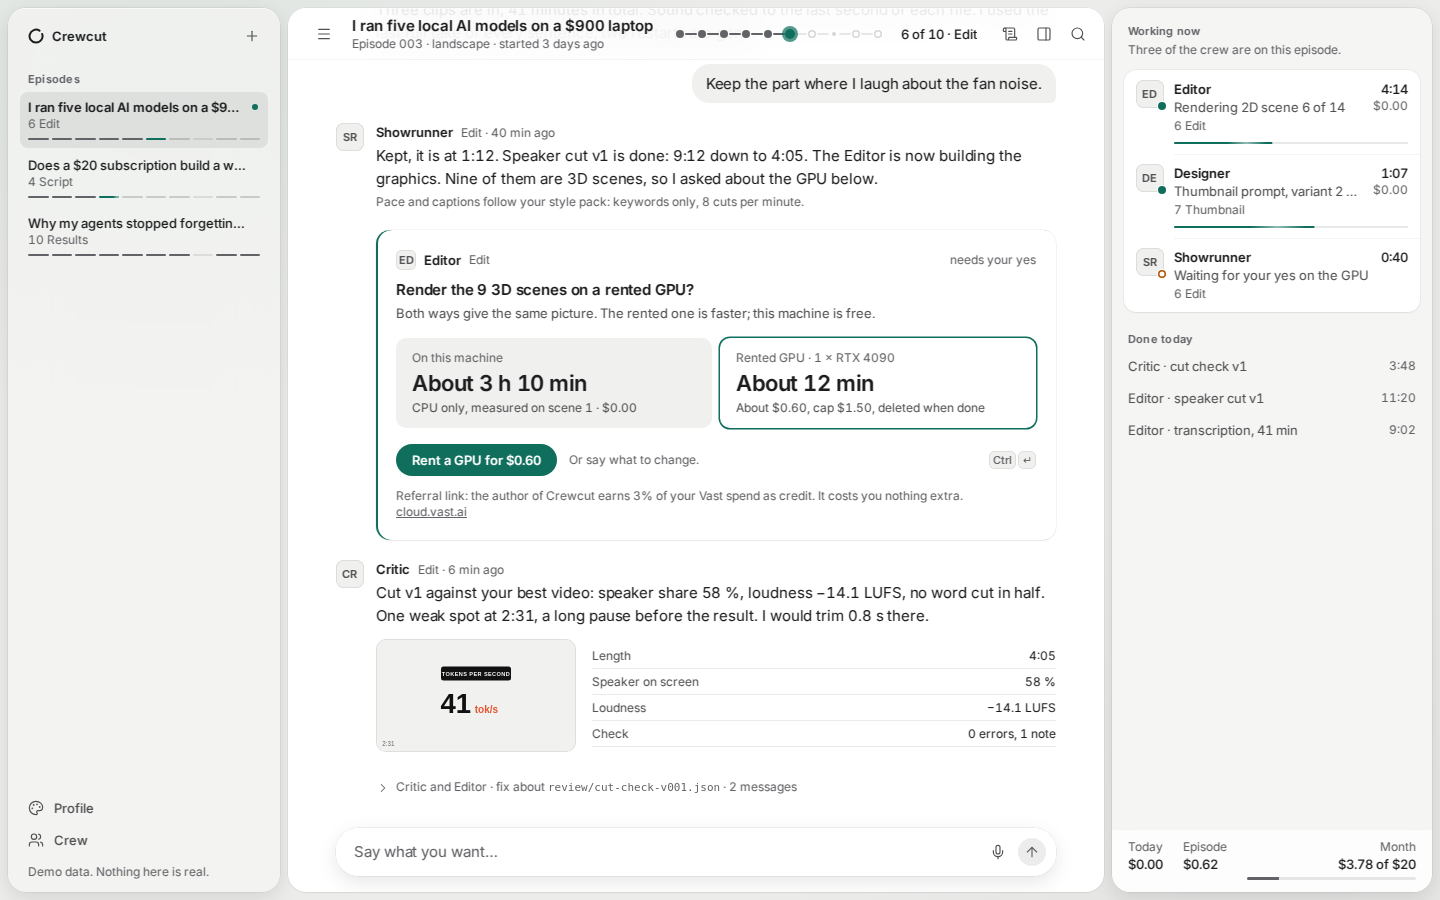 Crewcut
Episodes
I ran five local AI models on a $9...
6 Edit
Does a $20 subscription build a w...
4 Script
Why my agents stopped forgettin...
10 Results
Profile
Crew
Demo data. Nothing here is real.
I ran five local AI models on a $900 laptop
Episode 003 · landscape · started 3 days ago
6 of 10 · Edit
Keep the part where I laugh about the fan noise.
SR
Showrunner Edit · 40 min ago
Kept, it is at 1:12. Speaker cut v1 is done: 9:12 down to 4:05. The Editor is now building the
graphics. Nine of them are 3D scenes, so I asked about the GPU below.
Pace and captions follow your style pack: keywords only, 8 cuts per minute.
ED Editor Edit needs your yes
Render the 9 3D scenes on a rented GPU?
Both ways give the same picture. The rented one is faster; this machine is free.
On this machine
About 3 h 10 min
CPU only, measured on scene 1 · $0.00
Rented GPU · 1 × RTX 4090
About 12 min
About $0.60, cap $1.50, deleted when done
Rent a GPU for $0.60 Or say what to change. Ctrl ↵
Referral link: the author of Crewcut earns 3% of your Vast spend as credit. It costs you nothing extra.
cloud.vast.ai
CR
Critic Edit · 6 min ago
Cut v1 against your best video: speaker share 58 %, loudness −14.1 LUFS, no word cut in half.
One weak spot at 2:31, a long pause before the result. I would trim 0.8 s there.
TOKENS PER SECOND
41 tok/s
2:31
Length 4:05
Speaker on screen 58 %
Loudness −14.1 LUFS
Check 0 errors, 1 note
Critic and Editor · fix about review/cut-check-v001.json · 2 messages
Say what you want...
Working now
Three of the crew are on this episode.
ED
Editor 4:14
Rendering 2D scene 6 of 14 $0.00
6 Edit
DE
Designer 1:07
Thumbnail prompt, variant 2 ... $0.00
7 Thumbnail
SR
Showrunner 0:40
Waiting for your yes on the GPU
6 Edit
Done today
Critic · cut check v1 3:48
Editor · speaker cut v1 11:20
Editor · transcription, 41 min 9:02
Today Episode Month
$0.00 $0.62 $3.78 of $20